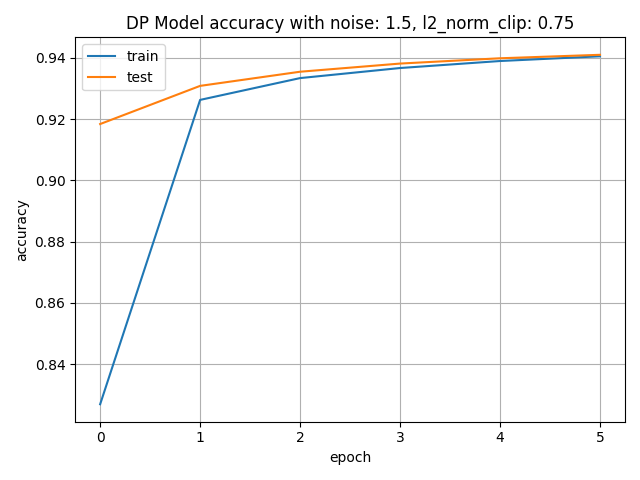 DP Model accuracy with noise: 1.5, l2_norm_clip: 0.75
train
test
0.94
0.92
0.90
0.88
0.86
0.84
accuracy
0 1 2 3 4 5
epoch